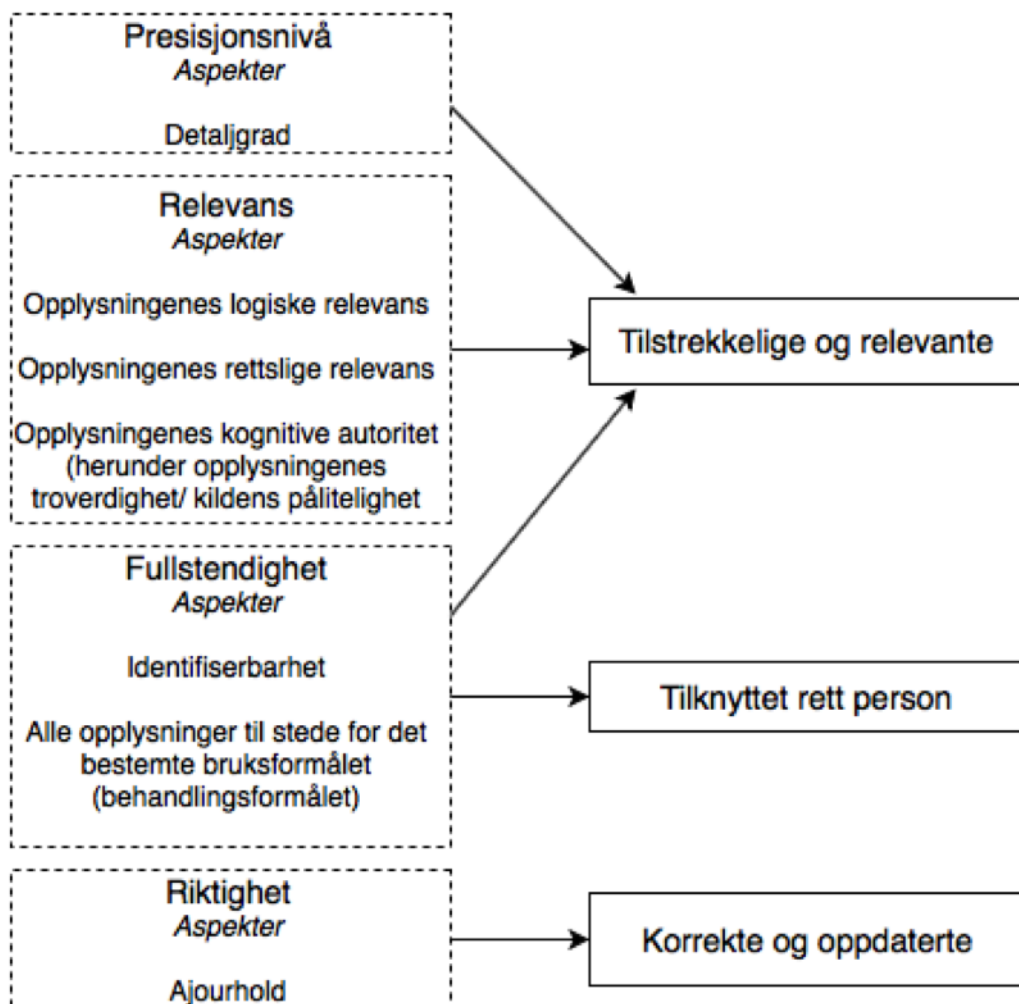 Presisjonsnivå
Aspekter
Detaljgrad
Relevans
Aspekter
Opplysningenes logiske relevans
Opplysningenes rettslige relevans
Opplysningenes kognitive autoritet
(herunder opplysningenes
troverdighet/ kildens pålitelighet
Fullstendighet
Aspekter
Identifiserbarhet
Alle opplysninger til stede for det
bestemte bruksformålet
(behandlingsformålet)
Riktighet
Aspekter
Ajourhold
Tilstrekkelige og relevante
Tilknyttet rett person
Korrekte og oppdaterte